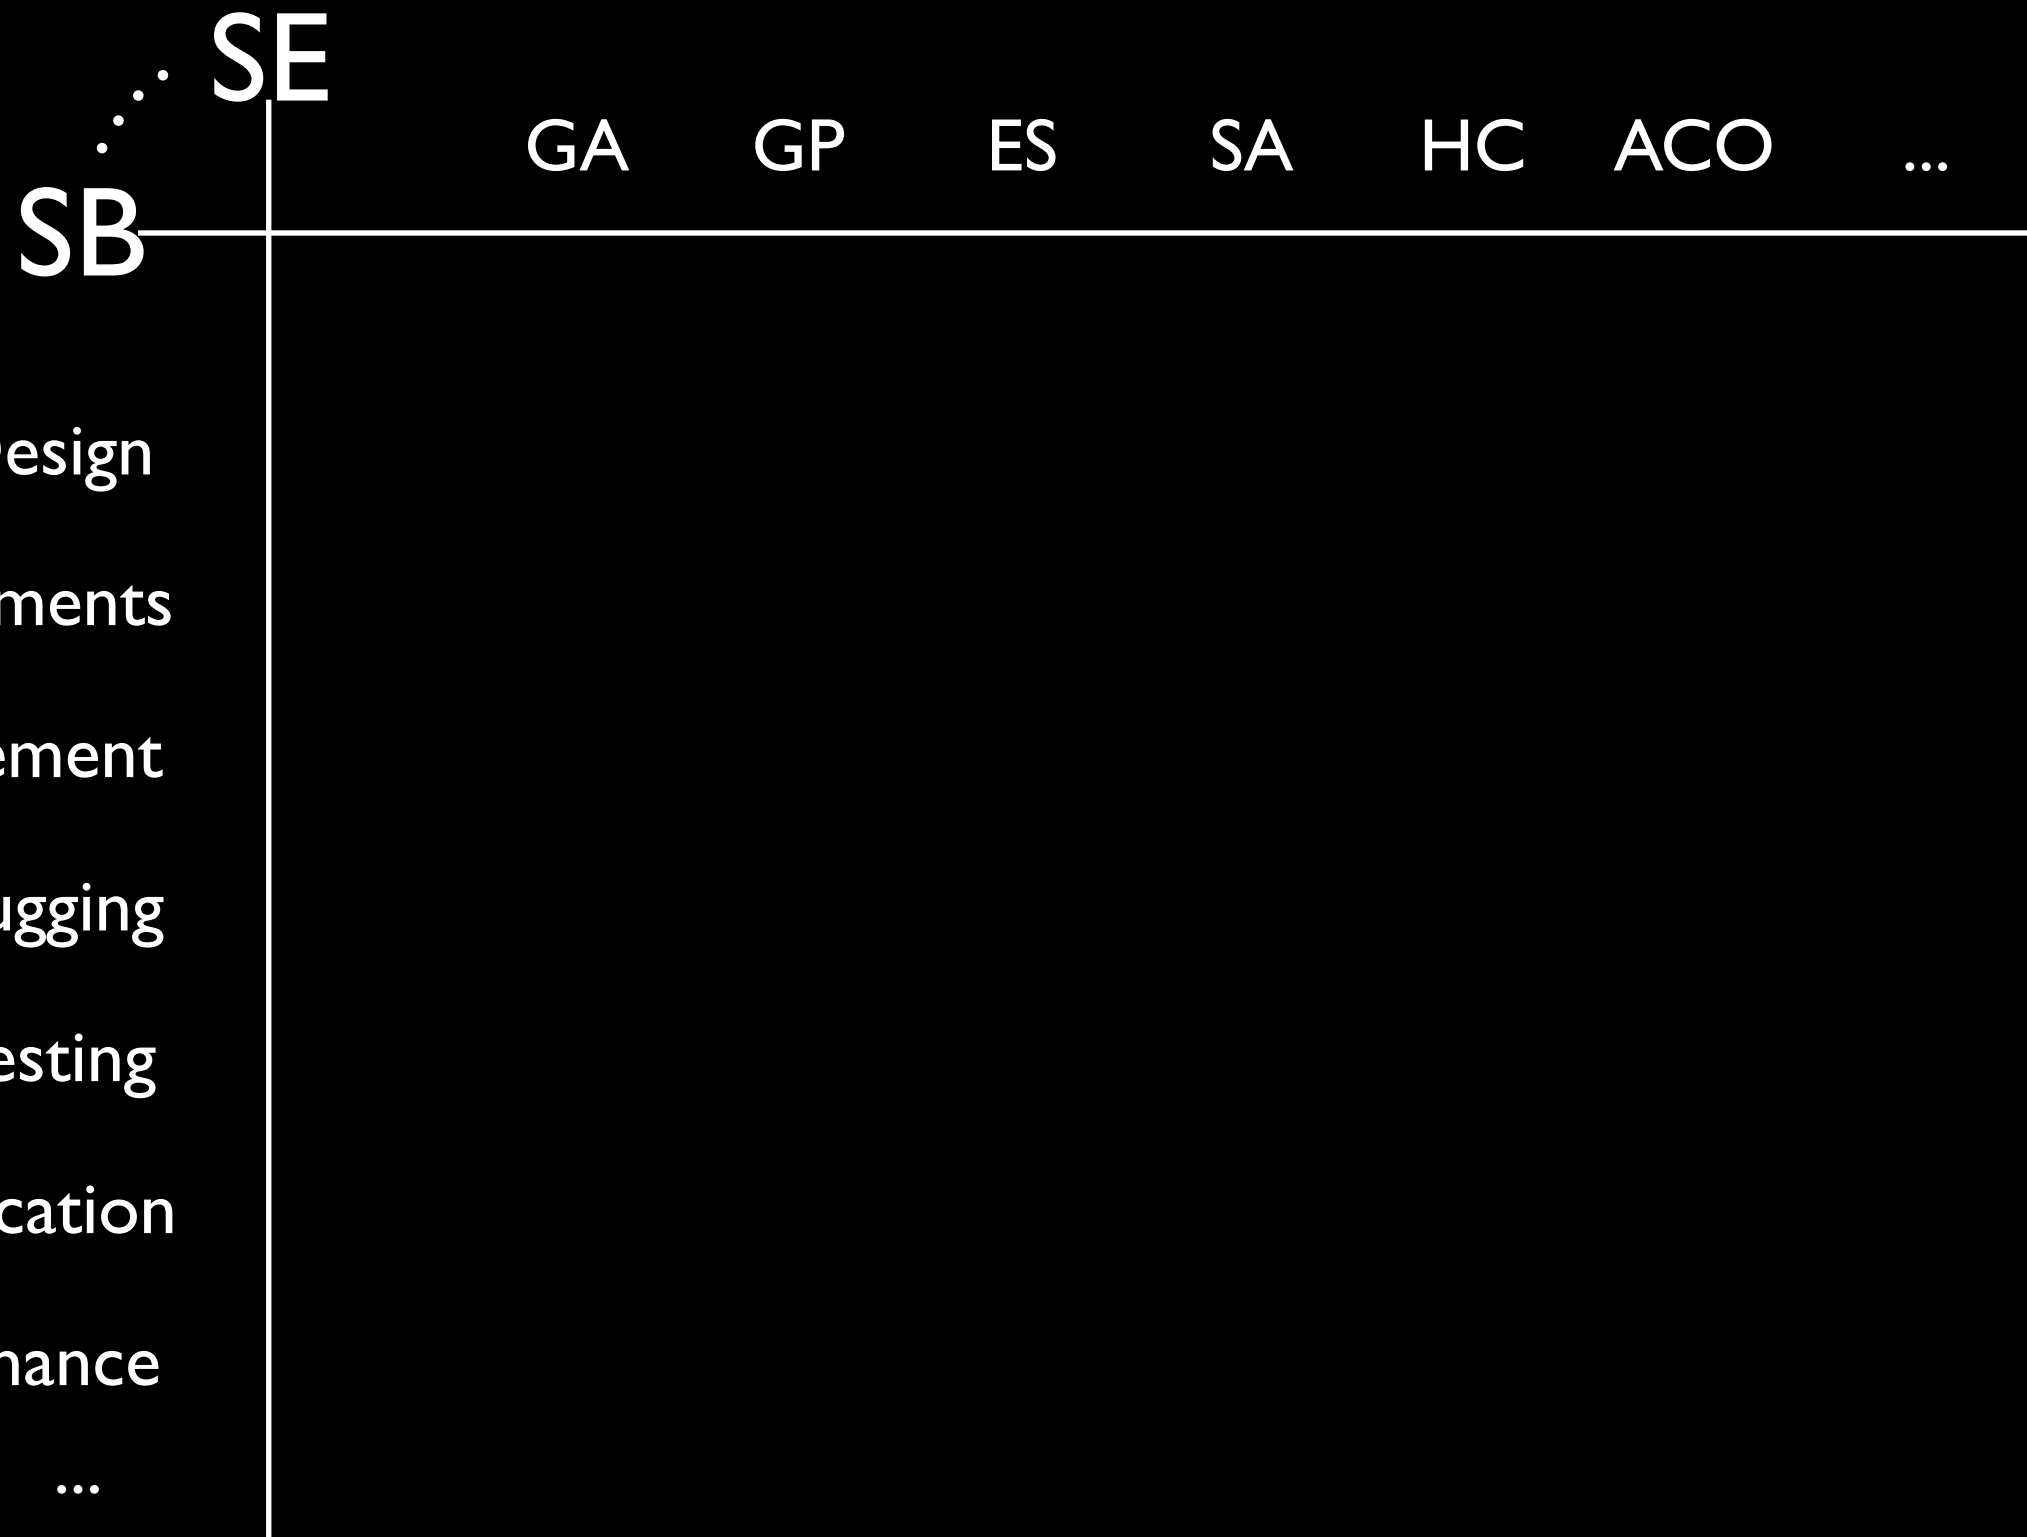 SE
GA GP ES SA HC ACO ...
SB
esign
ments
ement
ugging
esting
cation
nance
...